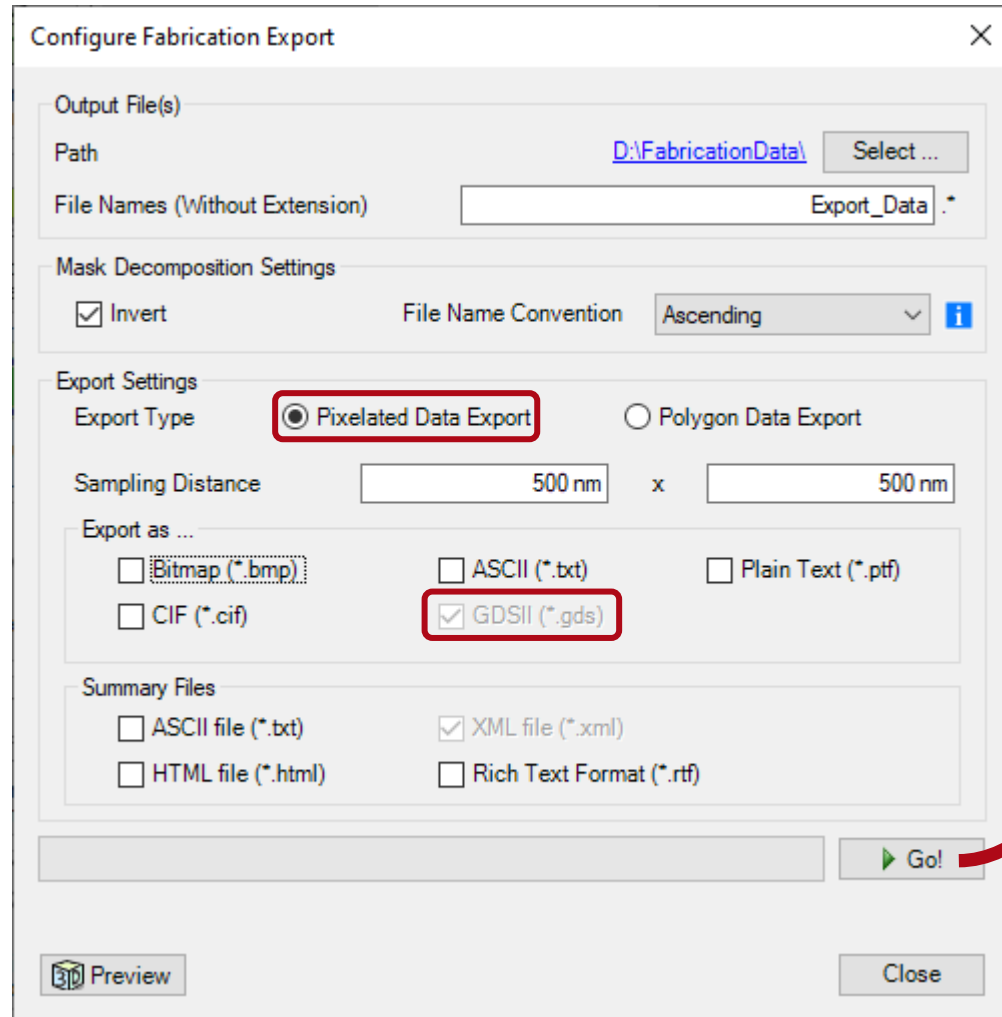 Configure Fabrication Export
Output File(s)
Path D:\FabricationData\ Select ...
File Names (Without Extension) Export_Data .*
Mask Decomposition Settings
Invert File Name Convention Ascending i
Export Settings
Export Type Pixelated Data Export Polygon Data Export
Sampling Distance 500 nm x 500 nm
Export as ...
Bitmap (*.bmp) ASCII (*.txt) Plain Text (*.ptf)
CIF (*.cif) GDSII (*.gds)
Summary Files
ASCII file (*.txt) XML file (*.xml)
HTML file (*.html) Rich Text Format (*.rtf)
Go!
3D Preview Close